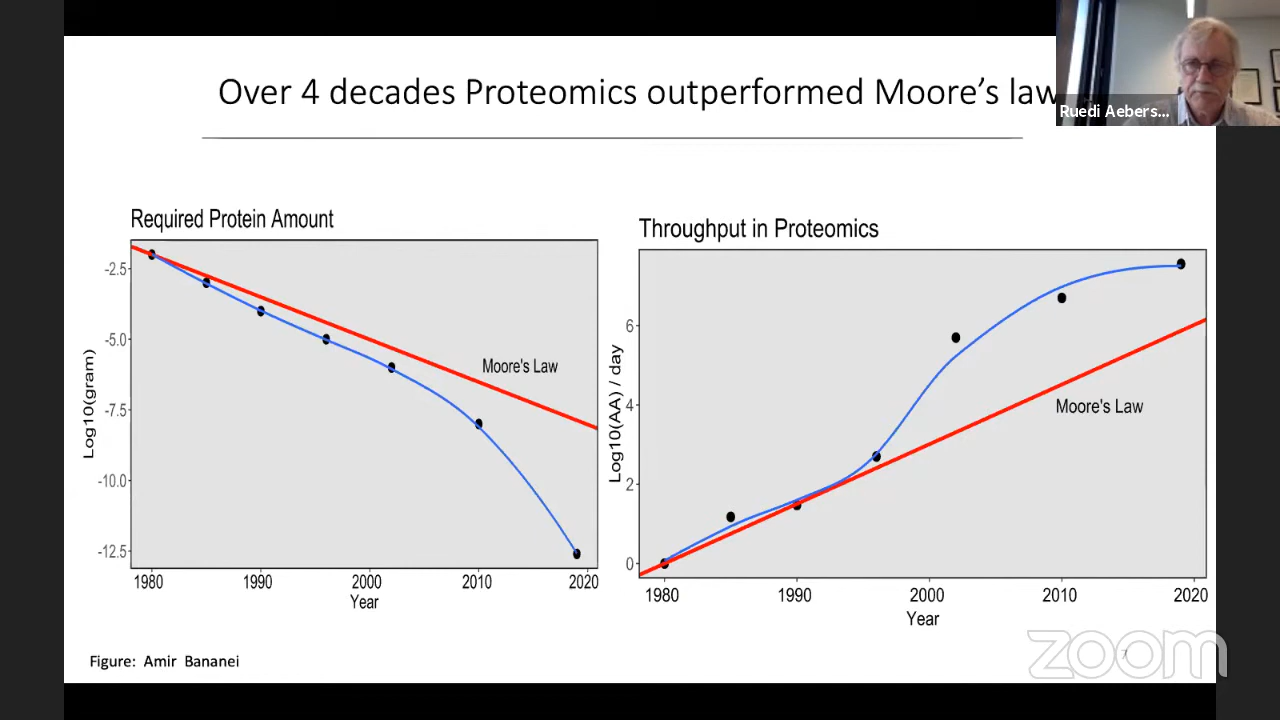 Over 4 decades Proteomics outperformed Moore's law
Ruedi Aebers...
Required Protein Amount
Log10(gram)
-2.5
-5.0
-7.5
-10.0
-12.5
Moore's Law
1980 1990 2000 2010 2020
Year
Throughput in Proteomics
Log10(AA) / day
6
4
2
0
Moore's Law
1980 1990 2000 2010 2020
Year
Figure: Amir Bananei
7
zoom